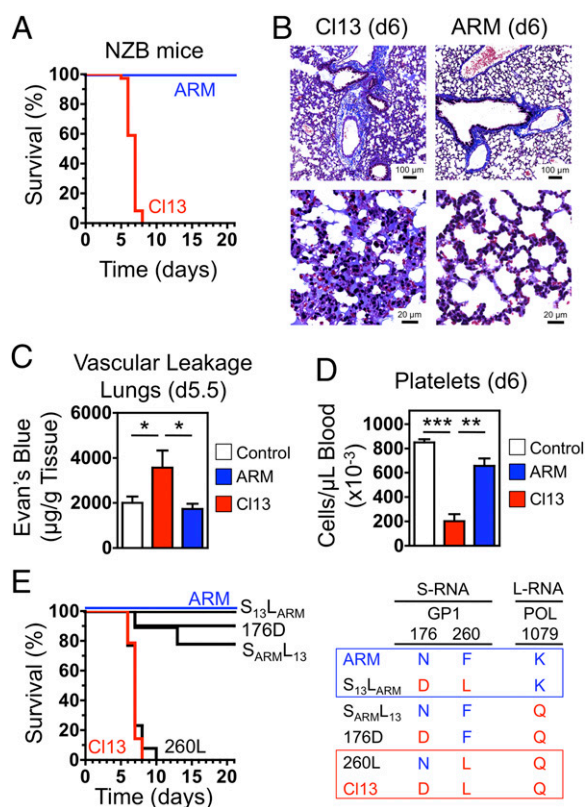 A
NZB mice
Survival (%)
100
80
60
40
20
0
ARM
Cl13
0 5 10 15 20
Time (days)
B
Cl13 (d6) ARM (d6)
100 µm 100 µm
20 µm 20 µm
C
Vascular Leakage
Lungs (d5.5)
Evan's Blue
(µg/g Tissue)
6000
4000
2000
0
* *
Control
ARM
Cl13
D
Platelets (d6)
Cells/µL Blood
(x10-3)
1000
800
600
400
200
0
*** **
Control
ARM
Cl13
E
Survival (%)
100
80
60
40
20
0
ARM
S13LARM
176D
SARML13
Cl13
260L
0 5 10 15 20
Time (days)
S-RNA L-RNA
GP1 POL
176 260 1079
ARM N F K
S13LARM D L K
SARML13 N F Q
176D D F Q
260L N L Q
Cl13 D L Q